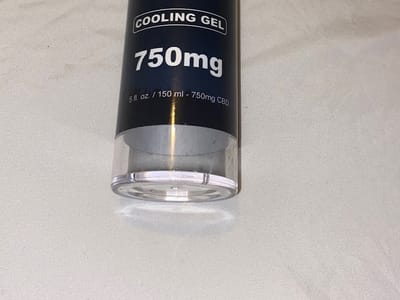 COOLING GEL
750mg
5 fl. oz. / 150 ml - 750mg CBD